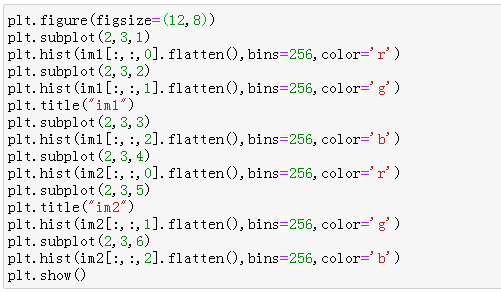 plt.figure(figsize=(12,8))
plt.subplot(2,3,1)
plt.hist(im1[:,:,0].flatten(),bins=256,color='r')
plt.subplot(2,3,2)
plt.hist(im1[:,:,1].flatten(),bins=256,color='g')
plt.title("im1")
plt.subplot(2,3,3)
plt.hist(im1[:,:,2].flatten(),bins=256,color='b')
plt.subplot(2,3,4)
plt.hist(im2[:,:,0].flatten(),bins=256,color='r')
plt.subplot(2,3,5)
plt.title("im2")
plt.hist(im2[:,:,1].flatten(),bins=256,color='g')
plt.subplot(2,3,6)
plt.hist(im2[:,:,2].flatten(),bins=256,color='b')
plt.show()